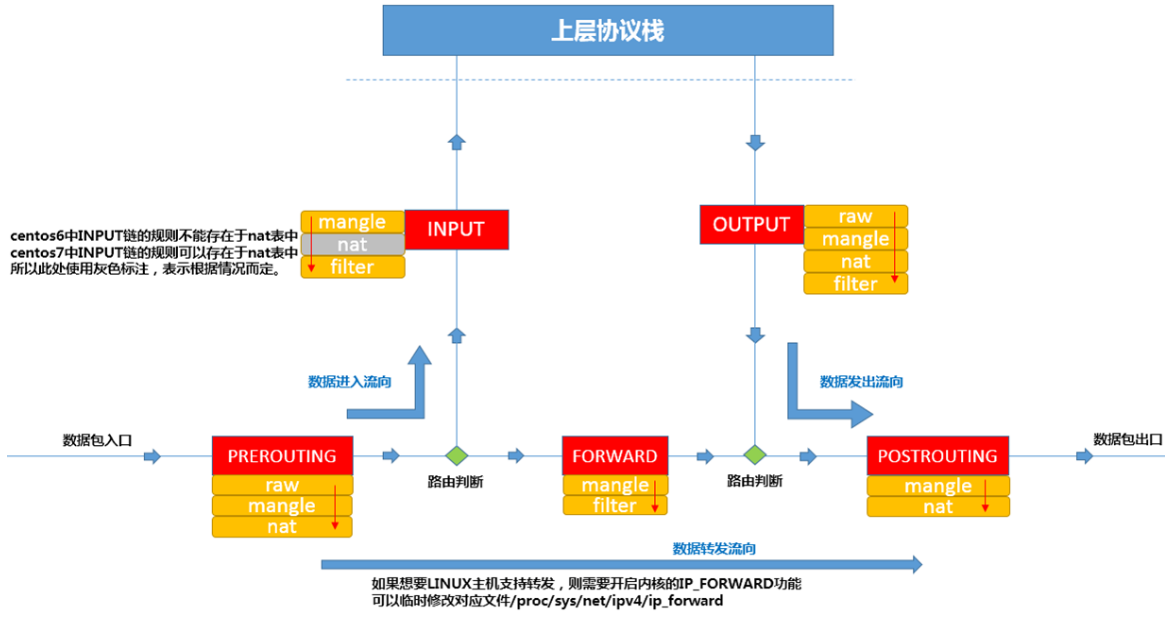 上层协议栈
mangle
nat
filter
INPUT
OUTPUT
raw
mangle
nat
filter
centos6中INPUT链的规则不能存在于nat表中
centos7中INPUT链的规则可以存在于nat表中
所以此处使用灰色标注，表示根据情况而定。
数据进入流向
数据发出流向
数据包入口
PREROUTING
raw
mangle
nat
路由判断
FORWARD
mangle
filter
路由判断
POSTROUTING
mangle
nat
数据包出口
数据转发流向
如果想要LINUX主机支持转发，则需要开启内核的IP_FORWARD功能
可以临时修改对应文件/proc/sys/net/ipv4/ip_forward